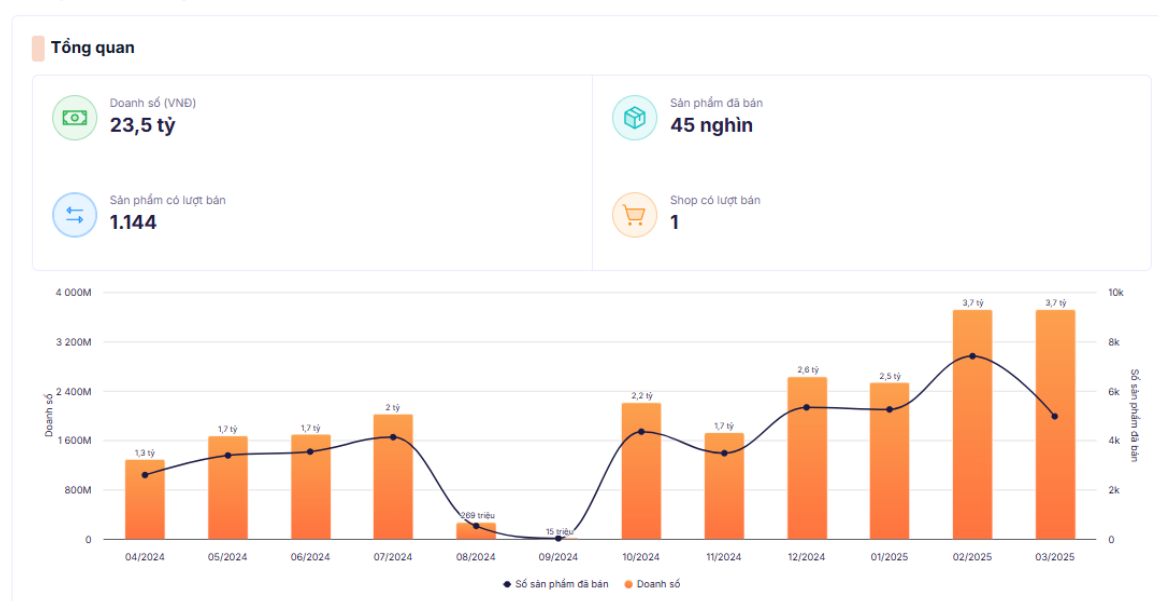 Tổng quan
Doanh số (VNĐ)
23,5 tỷ
Sản phẩm đã bán
45 nghìn
Sản phẩm có lượt bán
1.144
Shop có lượt bán
1
4 000M
3 200M
2 400M
1 600M
800M
0
Doanh số
1,3 tỷ
1,7 tỷ
1,7 tỷ
2 tỷ
269 triệu
15 triệu
2,2 tỷ
1,7 tỷ
2,6 tỷ
2,5 tỷ
3,7 tỷ
3,7 tỷ
10k
8k
6k
4k
2k
0
Số sản phẩm đã bán
04/2024
05/2024
06/2024
07/2024
08/2024
09/2024
10/2024
11/2024
12/2024
01/2025
02/2025
03/2025
Số sản phẩm đã bán
Doanh số